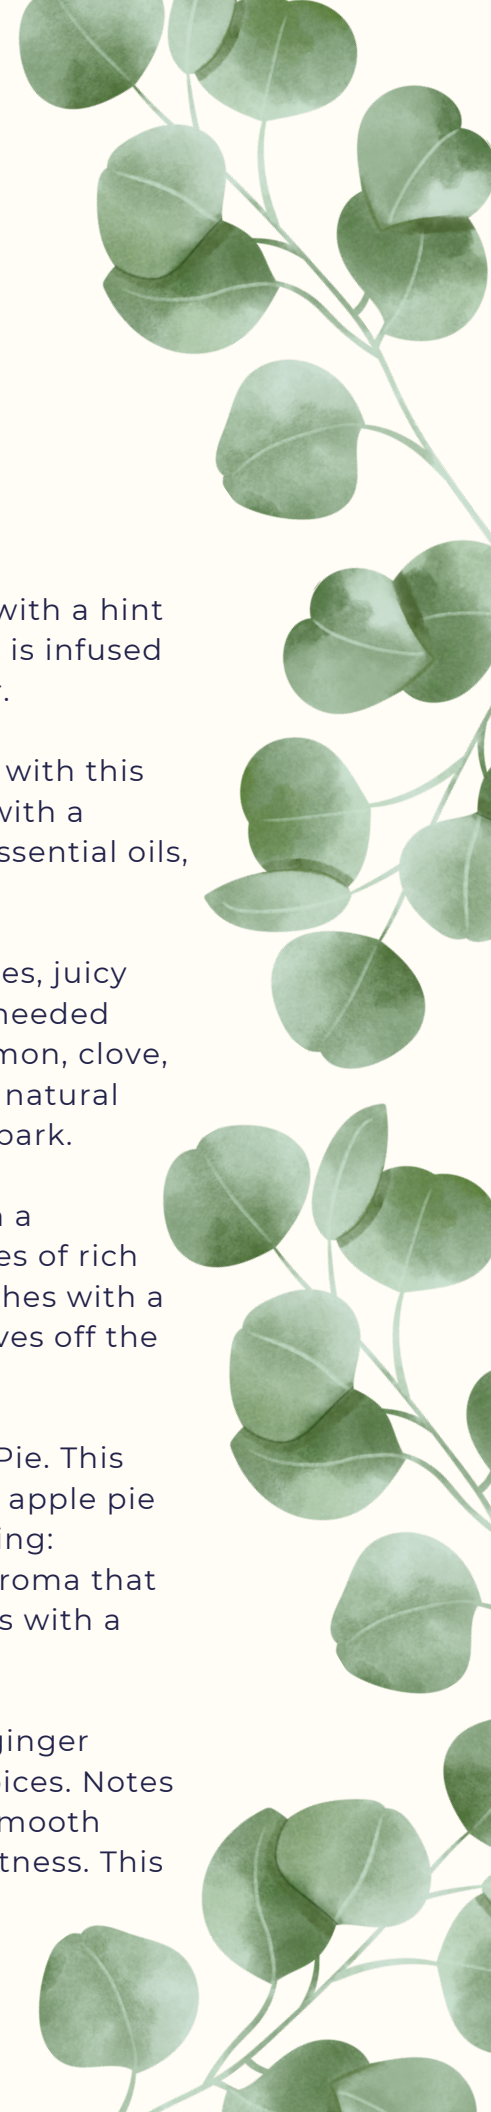 with a hint
is infused
.
with this
with a
ssential oils,
es, juicy
needed
mon, clove,
natural
park.
a
es of rich
hes with a
ves off the
Pie. This
apple pie
ing:
roma that
s with a
ginger
ices. Notes
mooth
tness. This